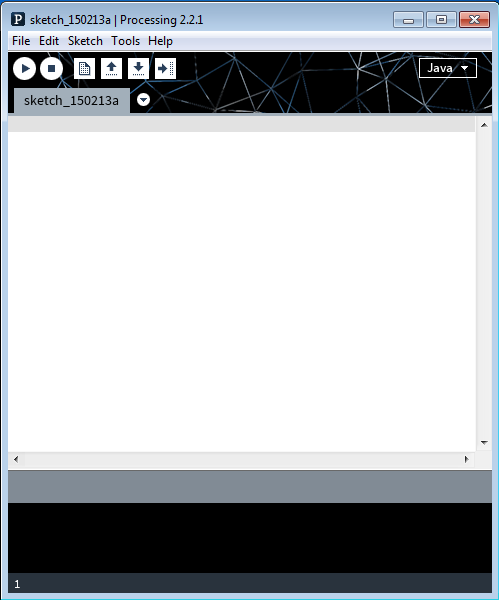 P sketch_150213a | Processing 2.2.1
File Edit Sketch Tools Help
Java
sketch_150213a
1